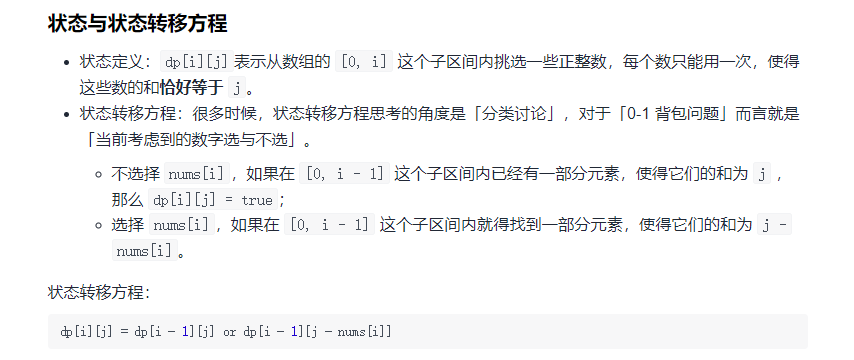 状态与状态转移方程
状态定义：dp[i][j]表示从数组的 [0, i] 这个子区间内挑选一些正整数，每个数只能用一次，使得
这些数的和恰好等于 j 。
状态转移方程：很多时候，状态转移方程思考的角度是「分类讨论」，对于「0-1 背包问题」而言就是
「当前考虑到的数字选与不选」。
不选择 nums[i]，如果在 [0, i - 1] 这个子区间内已经有一部分元素，使得它们的和为 j ，
那么 dp[i][j] = true；
选择 nums[i]，如果在 [0, i - 1] 这个子区间内就得找到一部分元素，使得它们的和为 j -
nums[i]。
状态转移方程：
dp[i][j] = dp[i - 1][j] or dp[i - 1][j - nums[i]]